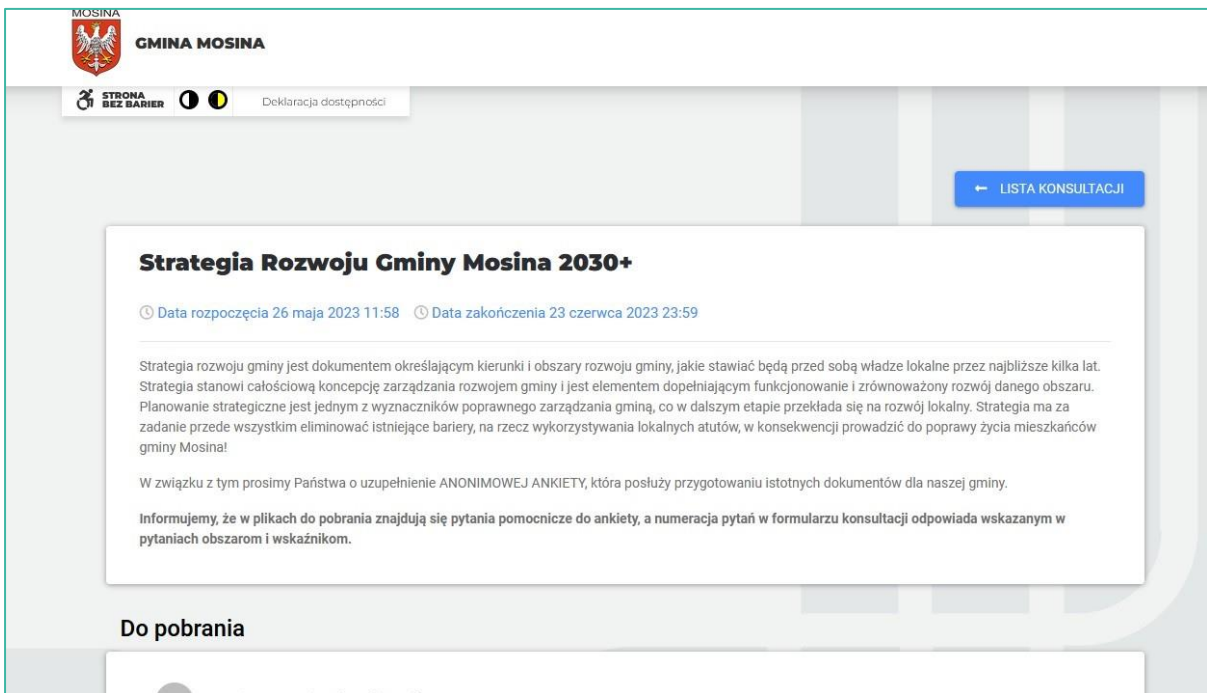 MOSINA
GMINA MOSINA
STRONA
BEZ BARIER
Deklaracja dostępności
← LISTA KONSULTACJI
Strategia Rozwoju Gminy Mosina 2030+
Data rozpoczęcia 26 maja 2023 11:58 Data zakończenia 23 czerwca 2023 23:59
Strategia rozwoju gminy jest dokumentem określającym kierunki i obszary rozwoju gminy, jakie stawiać będą przed sobą władze lokalne przez najbliższe kilka lat.
Strategia stanowi całościową koncepcję zarządzania rozwojem gminy i jest elementem dopełniającym funkcjonowanie i zrównoważony rozwój danego obszaru.
Planowanie strategiczne jest jednym z wyznaczników poprawnego zarządzania gminą, co w dalszym etapie przekłada się na rozwój lokalny. Strategia ma za
zadanie przede wszystkim eliminować istniejące bariery, na rzecz wykorzystywania lokalnych atutów, w konsekwencji prowadzić do poprawy życia mieszkańców
gminy Mosina!
W związku z tym prosimy Państwa o uzupełnienie ANONIMOWEJ ANKIETY, która posłuży przygotowaniu istotnych dokumentów dla naszej gminy.
Informujemy, że w plikach do pobrania znajdują się pytania pomocnicze do ankiety, a numeracja pytań w formularzu konsultacji odpowiada wskazanym w
pytaniach obszarom i wskaźnikom.
Do pobrania